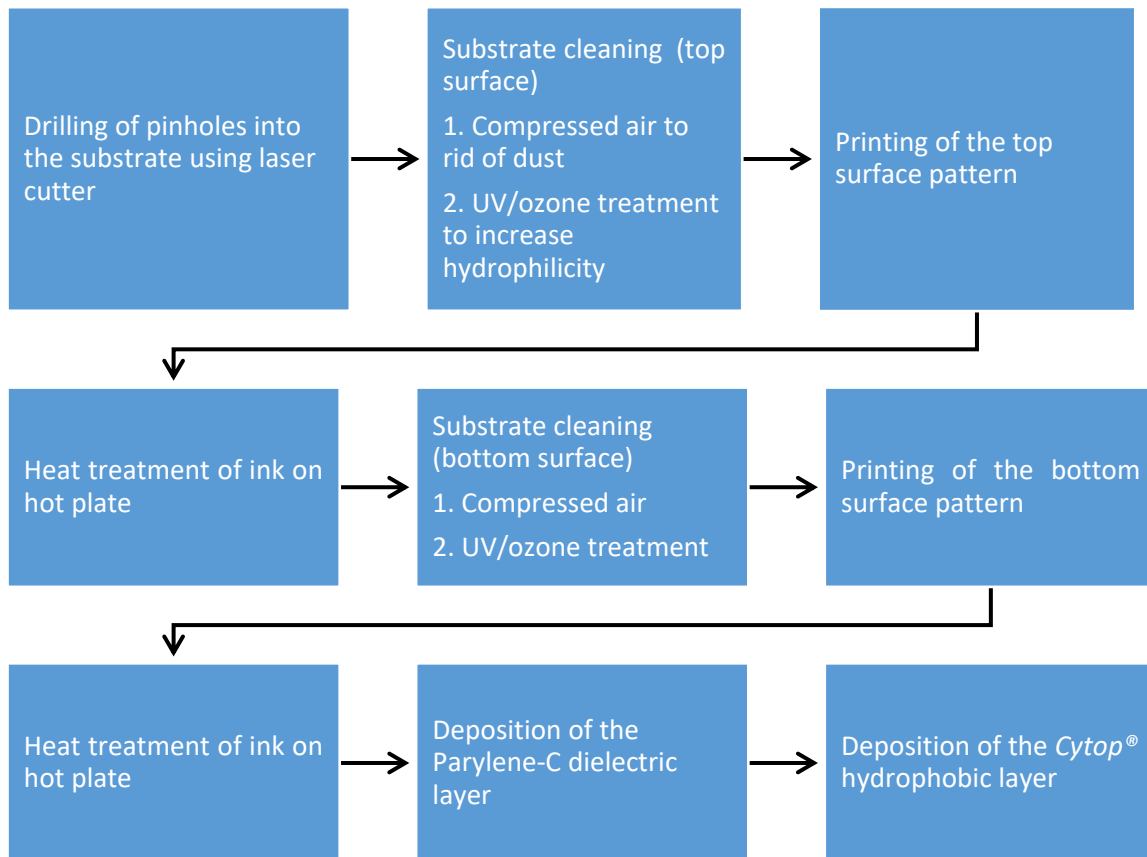 Drilling of pinholes into
the substrate using laser
cutter
Substrate cleaning (top
surface)
1. Compressed air to
rid of dust
2. UV/ozone treatment
to increase
hydrophilicity
Printing of the top
surface pattern
Heat treatment of ink on
hot plate
Substrate cleaning
(bottom surface)
1. Compressed air
2. UV/ozone treatment
Printing of the bottom
surface pattern
Heat treatment of ink on
hot plate
Deposition of the
Parylene-C dielectric
layer
Deposition of the Cytop®
hydrophobic layer